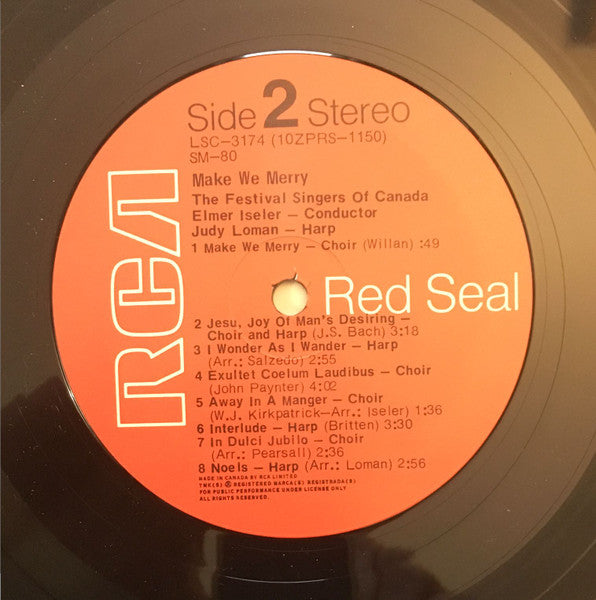 Side 2 Stereo
LSC-3174 (10ZPRS-1150)
SM-80
Make We Merry
The Festival Singers Of Canada
Elmer Iseler - Conductor
Judy Loman - Harp
1 Make We Merry - Choir (Willan) :49
RCA
Red Seal
2 Jesu, Joy Of Man's Desiring -
Choir and Harp (J.S. Bach) 3:18
3 I Wonder As I Wander - Harp
(Arr.: Salzedo) 2:55
4 Exultet Coelum Laudibus - Choir
(John Paynter) 4:02
5 Away In A Manger - Choir
(W.J. Kirkpatrick-Arr.: Iseler) 1:36
6 Interlude - Harp (Britten) 3:30
7 In Dulci Jubilo - Choir
(Arr.: Pearsall) 2:36
8 Noels - Harp (Arr.: Loman) 2:56
MADE IN CANADA BY RCA LIMITED
TMK(S) ® REGISTERED MARCA(S) REGISTRADA(S)
FOR PUBLIC PERFORMANCE UNDER LICENSE ONLY
ALL RIGHTS RESERVED.